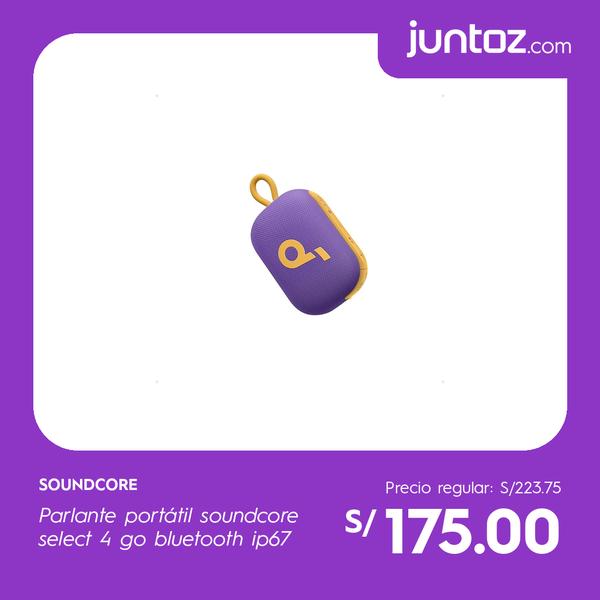 juntoz.com
SOUNDCORE
Parlante portátil soundcore
select 4 go bluetooth ip67
Precio regular: S/223.75
S/ 175.00